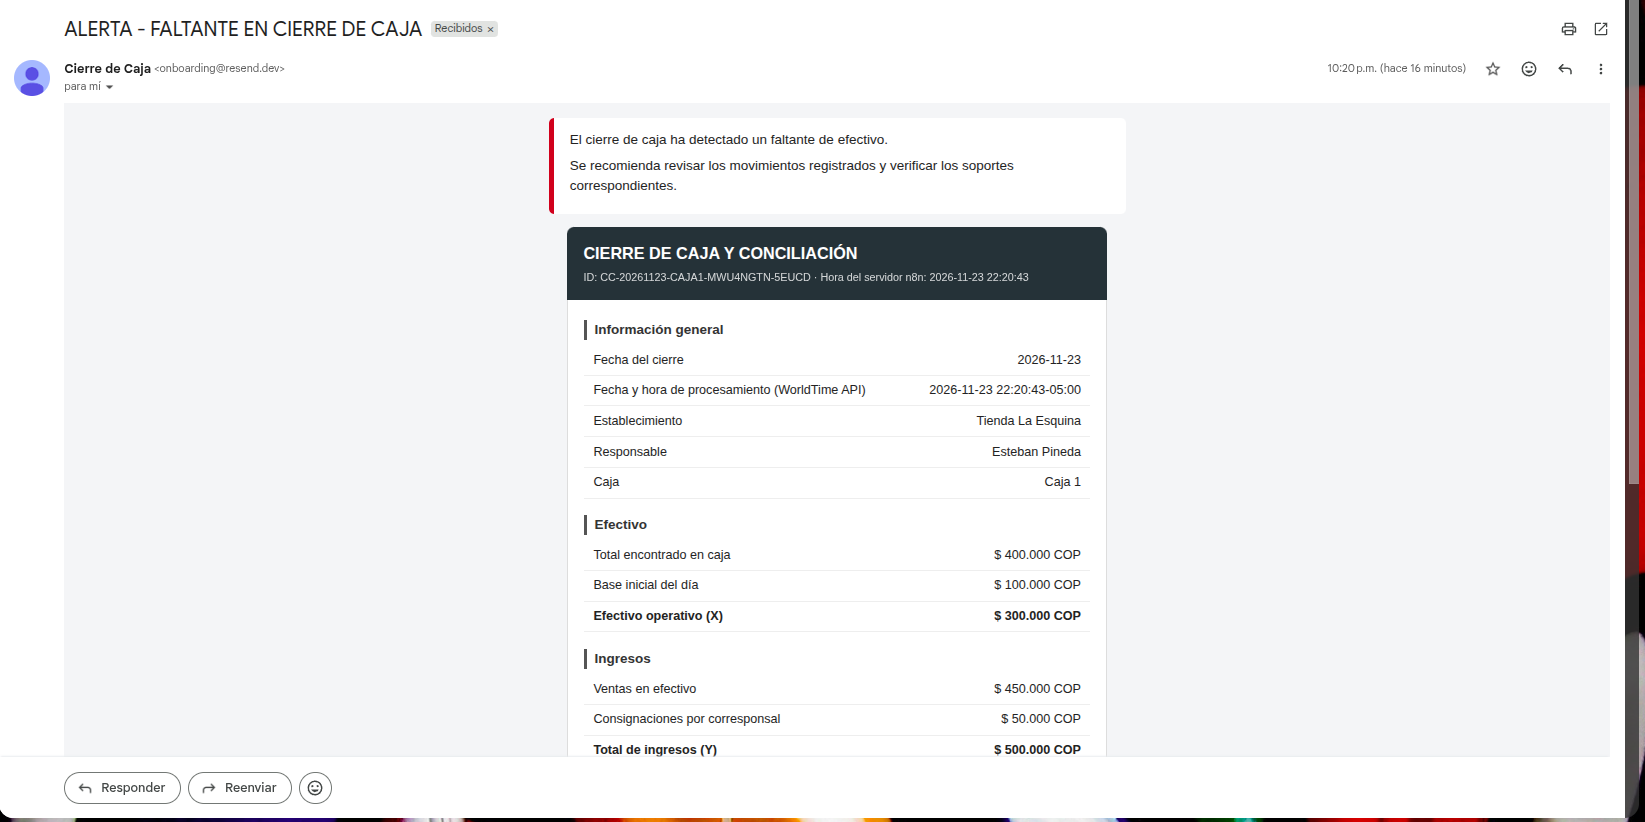 ALERTA - FALTANTE EN CIERRE DE CAJA Recibidos ×
Cierre de Caja <onboarding@resend.dev> 10:20 p.m. (hace 16 minutos)
para mí
El cierre de caja ha detectado un faltante de efectivo.
Se recomienda revisar los movimientos registrados y verificar los soportes
correspondientes.
CIERRE DE CAJA Y CONCILIACIÓN
ID: CC-20261123-CAJA1-MWU4NGTN-5EUCD · Hora del servidor n8n: 2026-11-23 22:20:43
Información general
Fecha del cierre 2026-11-23
Fecha y hora de procesamiento (WorldTime API) 2026-11-23 22:20:43-05:00
Establecimiento Tienda La Esquina
Responsable Esteban Pineda
Caja Caja 1
Efectivo
Total encontrado en caja $ 400.000 COP
Base inicial del día $ 100.000 COP
Efectivo operativo (X) $ 300.000 COP
Ingresos
Ventas en efectivo $ 450.000 COP
Consignaciones por corresponsal $ 50.000 COP
Total de ingresos (Y) $ 500.000 COP
Responder Reenviar